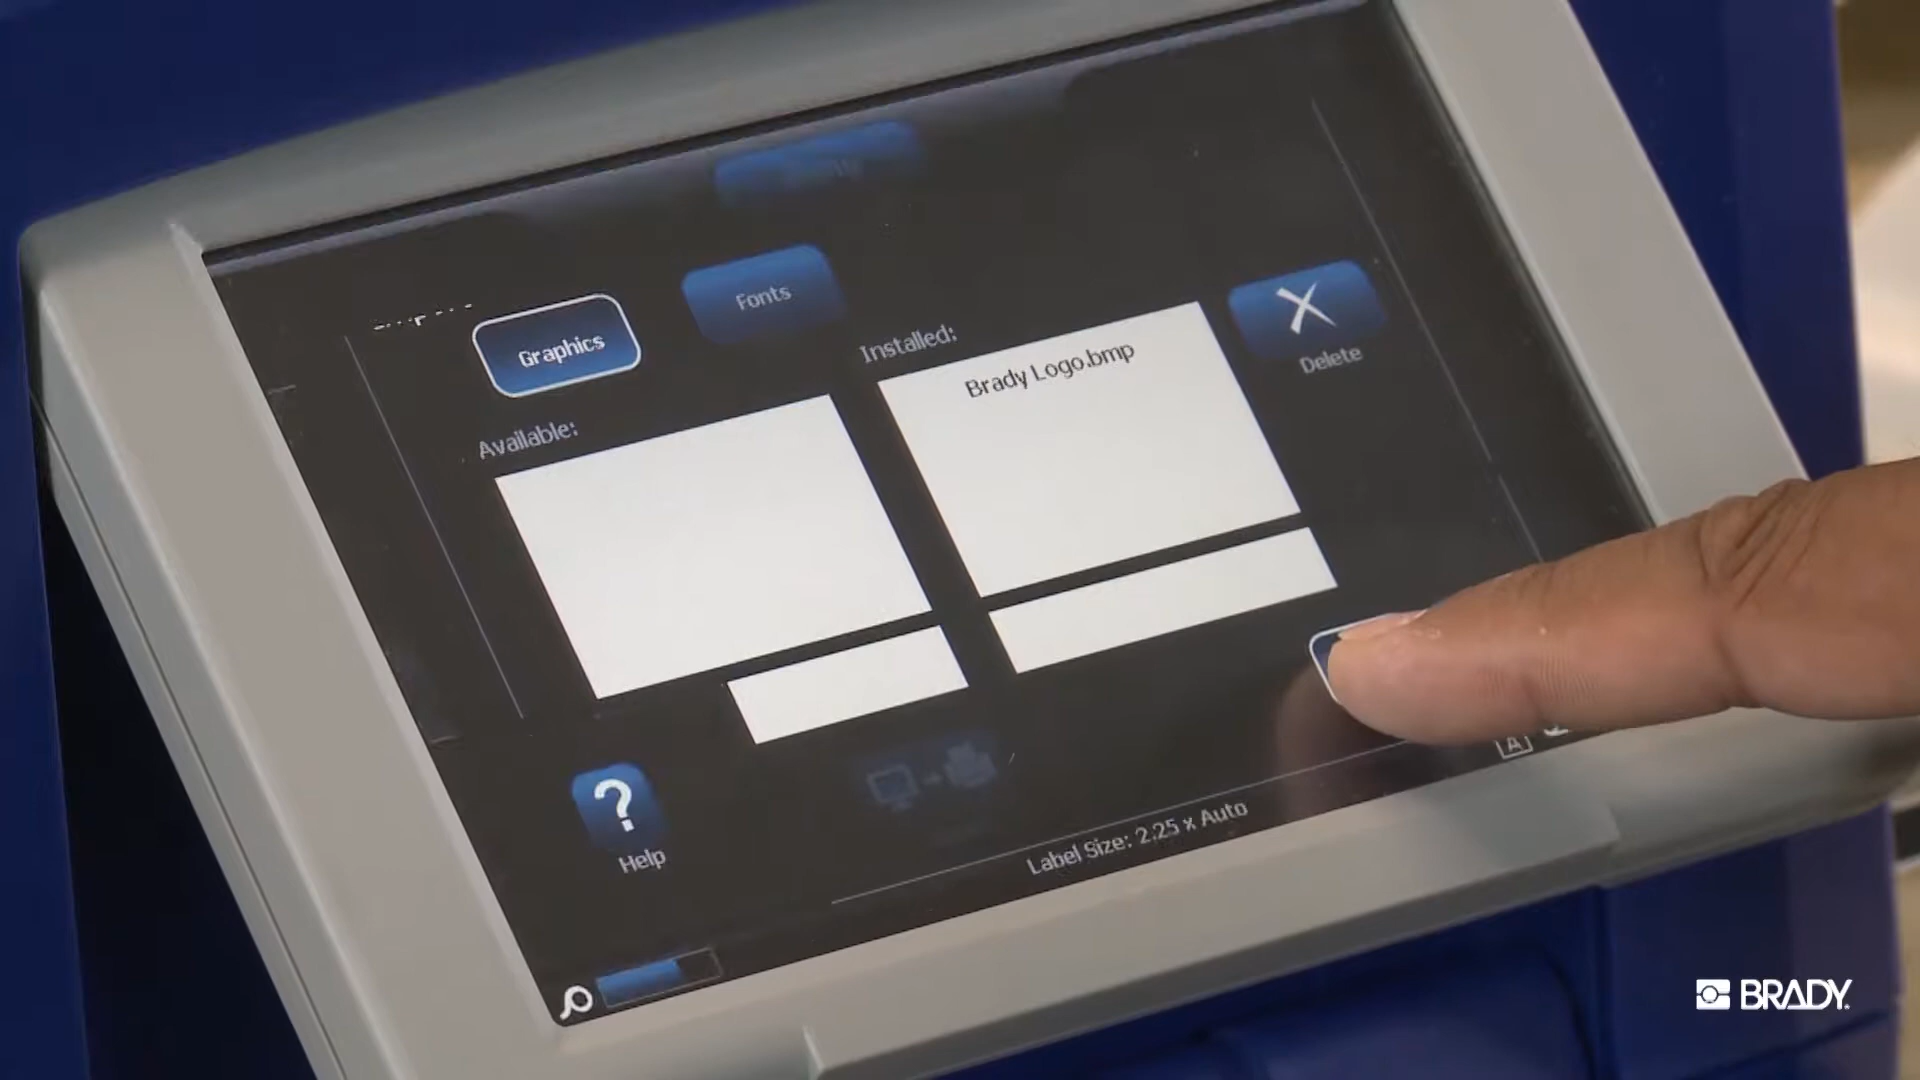 Graphics
Fonts
Available:
Installed:
Brady Logo.bmp
X
Delete
?
Help
Label Size: 2.25 x Auto
A
BRADY